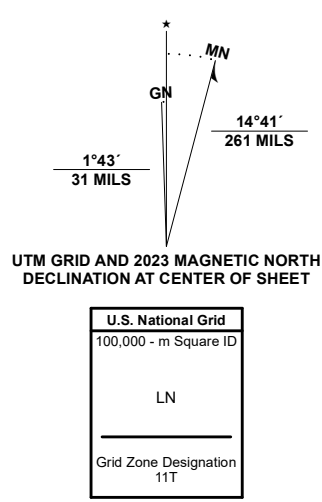 ★
MN
GN
14°41´
261 MILS
1°43´
31 MILS
UTM GRID AND 2023 MAGNETIC NORTH
DECLINATION AT CENTER OF SHEET
U.S. National Grid
100,000 - m Square ID
LN
Grid Zone Designation
11T